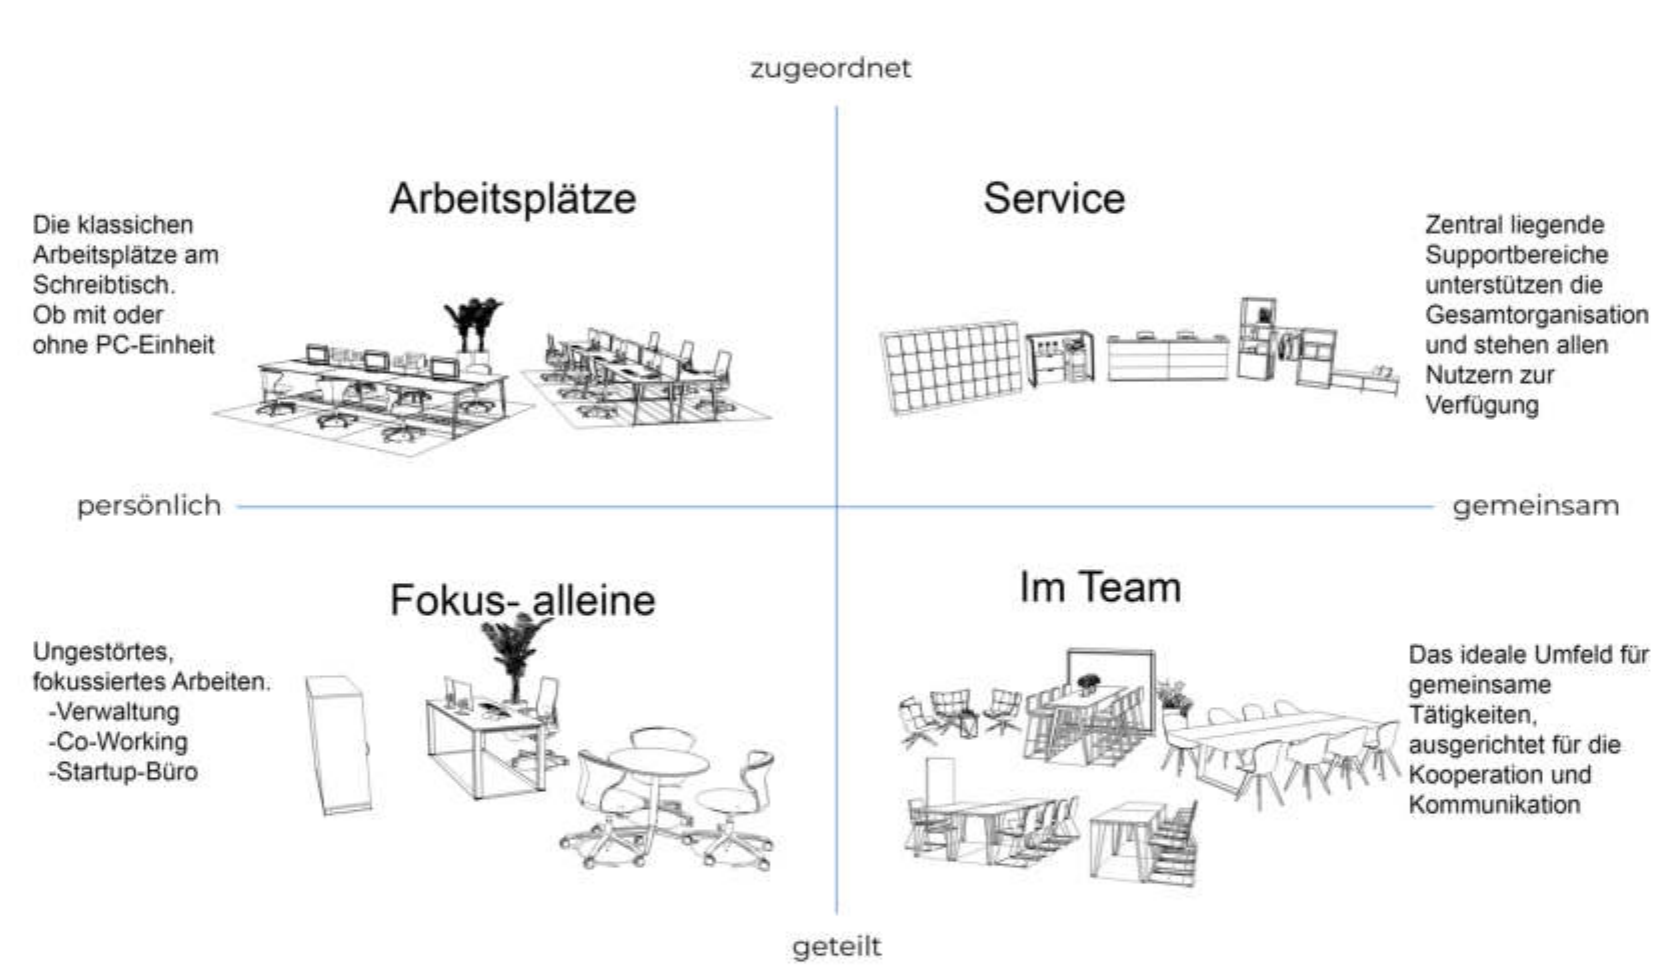 zugeordnet
Arbeitsplätze
Die klassichen
Arbeitsplätze am
Schreibtisch.
Ob mit oder
ohne PC-Einheit
Service
Zentral liegende
Supportbereiche
unterstützen die
Gesamtorganisation
und stehen allen
Nutzern zur
Verfügung
persönlich
gemeinsam
Fokus- alleine
Ungestörtes,
fokussiertes Arbeiten.
-Verwaltung
-Co-Working
-Startup-Büro
Im Team
Das ideale Umfeld für
gemeinsame
Tätigkeiten,
ausgerichtet für die
Kooperation und
Kommunikation
geteilt